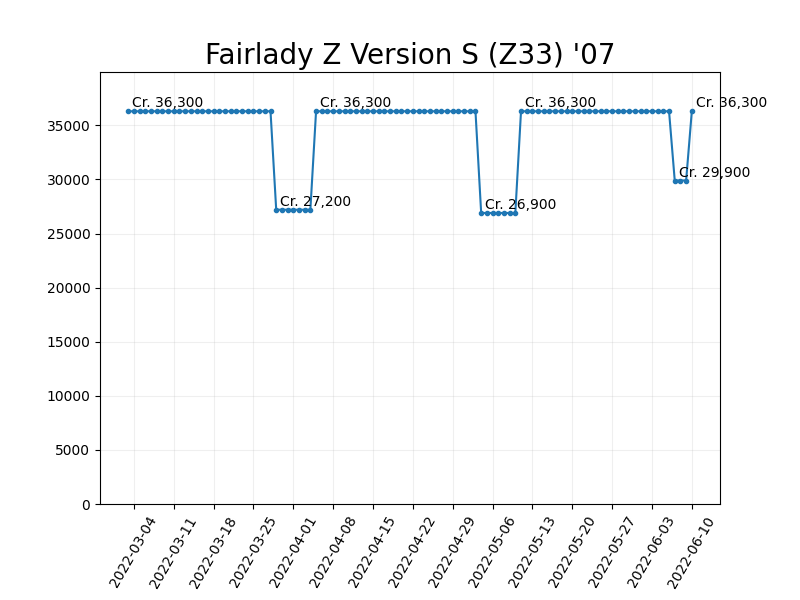 Fairlady Z Version S (Z33) '07
Cr. 36,300
Cr. 36,300
Cr. 36,300
Cr. 36,300
Cr. 29,900
Cr. 27,200
Cr. 26,900
35000
30000
25000
20000
15000
10000
5000
0
2022-03-04
2022-03-11
2022-03-18
2022-03-25
2022-04-01
2022-04-08
2022-04-15
2022-04-22
2022-04-29
2022-05-06
2022-05-13
2022-05-20
2022-05-27
2022-06-03
2022-06-10